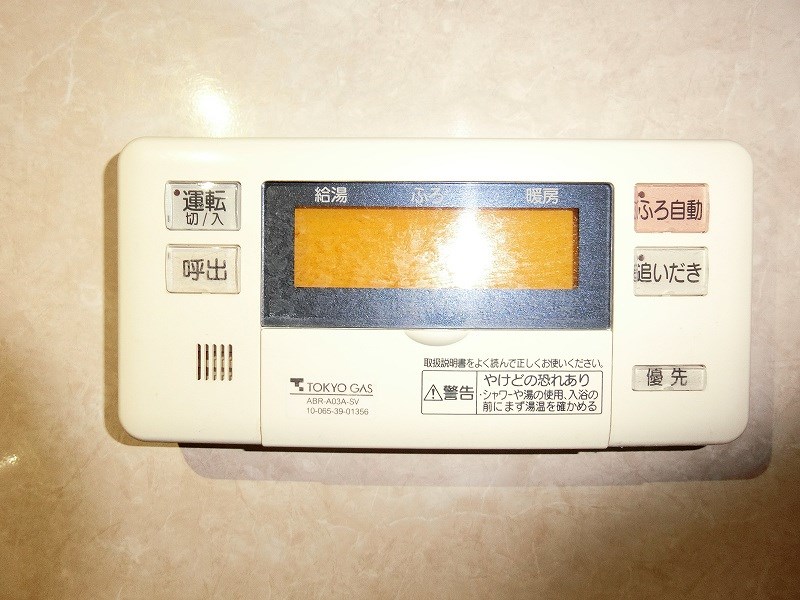 運転
切/入
呼出
給湯 ふろ 暖房
ふろ自動
追いだき
優先
TOKYO GAS
ABR-A03A-SV
10-065-39-01356
取扱説明書をよく読んで正しくお使いください。
警告
やけどの恐れあり
・シャワーや湯の使用、入浴の
前にまず湯温を確かめる